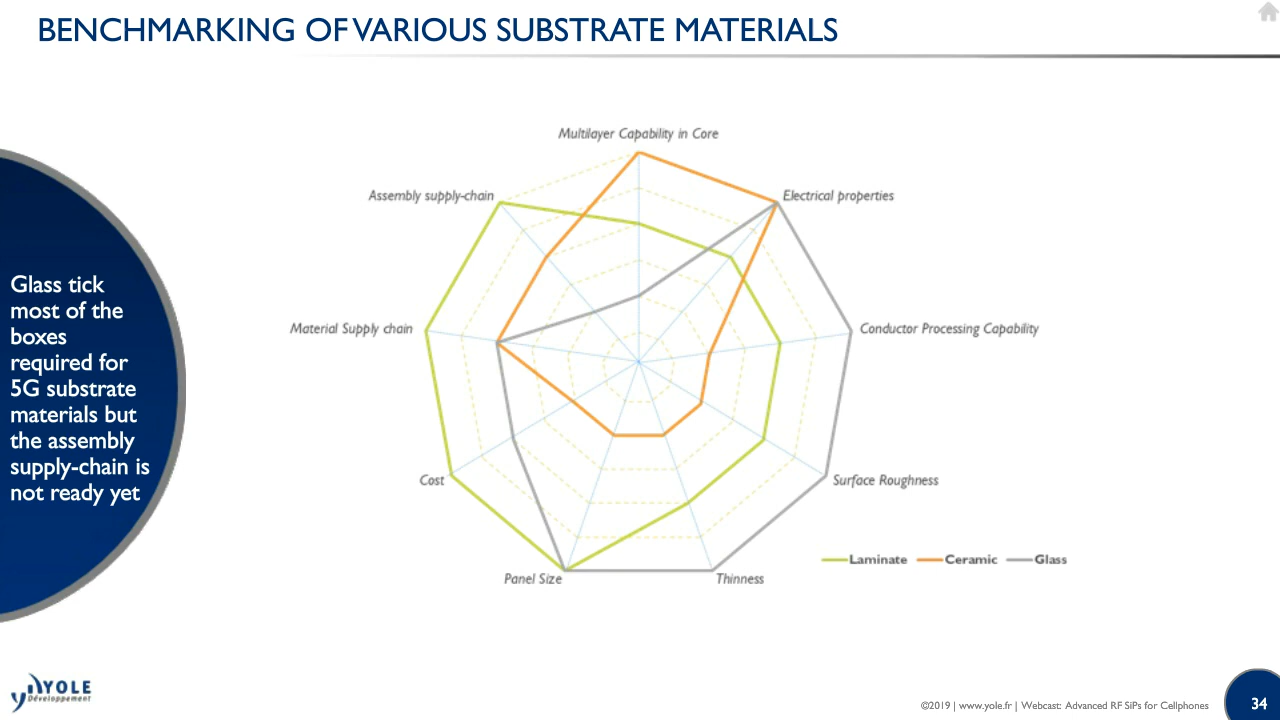 BENCHMARKING OF VARIOUS SUBSTRATE MATERIALS
Glass tick
most of the
boxes
required for
5G substrate
materials but
the assembly
supply-chain is
not ready yet
Multilayer Capability in Core
Assembly supply-chain
Electrical properties
Material Supply chain
Conductor Processing Capability
Cost
Surface Roughness
Panel Size
Thinness
Laminate
Ceramic
Glass
YOLE
Développement
©2019 | www.yole.fr | Webcast: Advanced RF SiPs for Cellphones
34